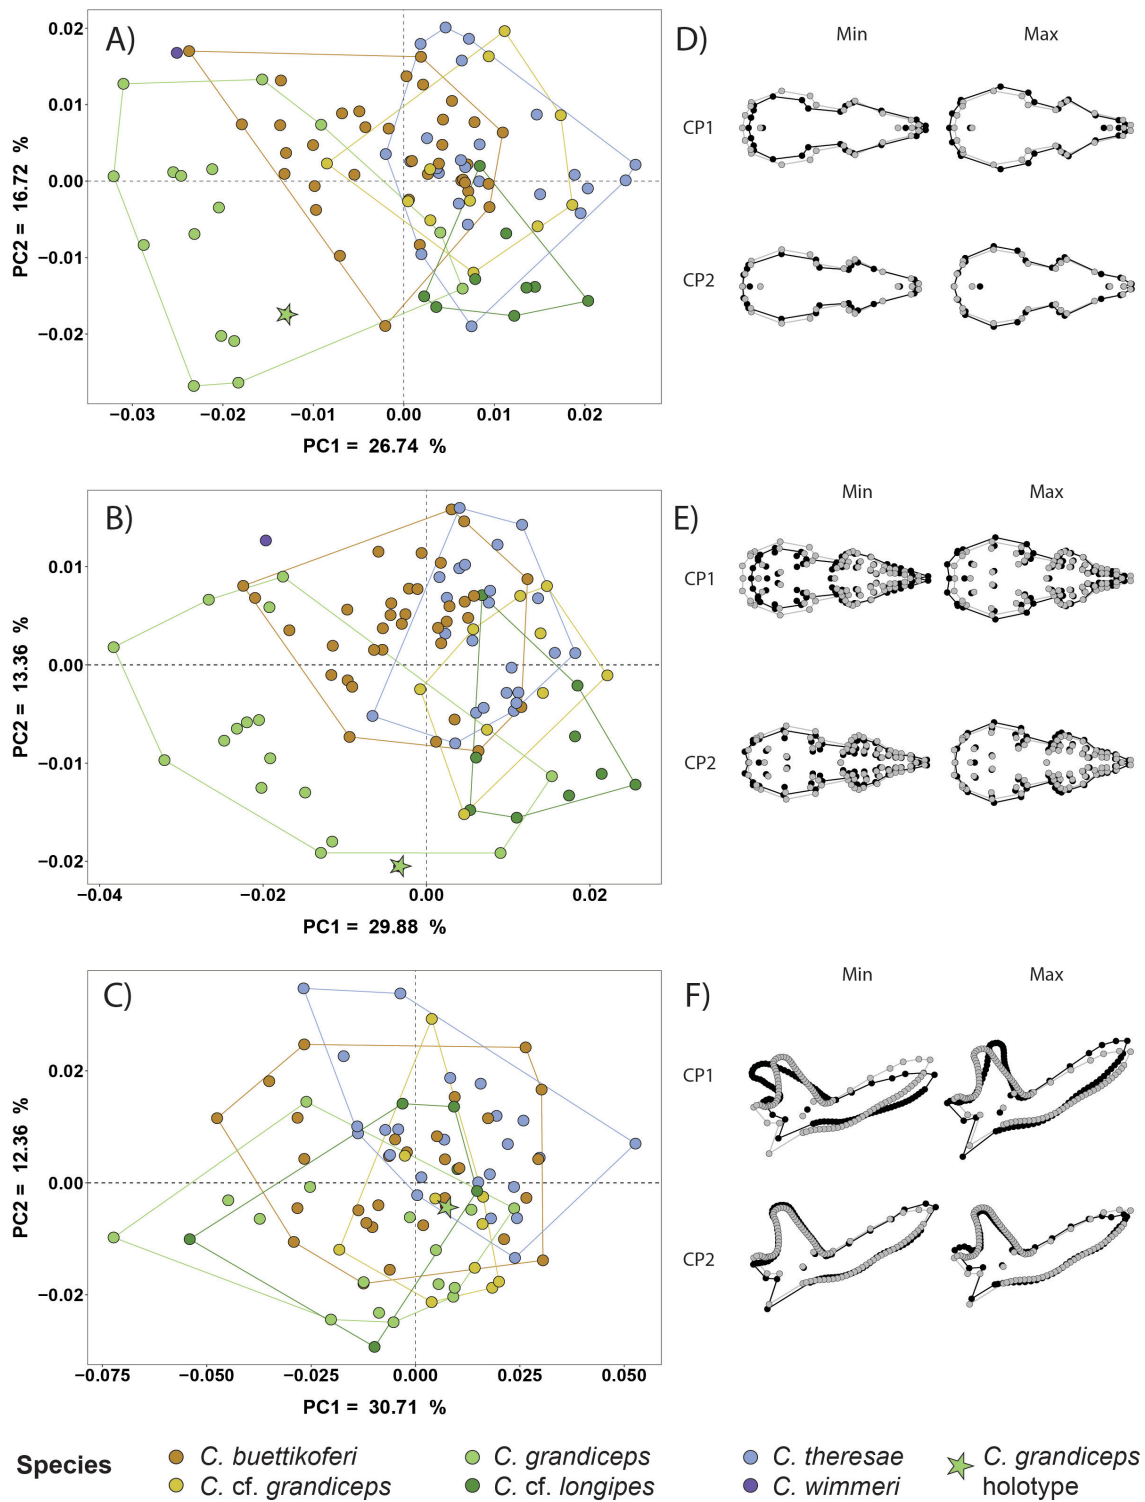 A)
0.02
0.01
0.00
−0.01
−0.02
PC2 = 16.72 %
−0.03 −0.02 −0.01 0.00 0.01 0.02
PC1 = 26.74 %
D)
Min Max
CP1
CP2
B)
0.01
0.00
−0.01
−0.02
PC2 = 13.36 %
−0.04 −0.02 0.00 0.02
PC1 = 29.88 %
E)
Min Max
CP1
CP2
C)
0.02
0.00
−0.02
PC2 = 12.36 %
−0.075 −0.050 −0.025 0.000 0.025 0.050
PC1 = 30.71 %
F)
Min Max
CP1
CP2
Species
C. buettikoferi
C. cf. grandiceps
C. grandiceps
C. cf. longipes
C. theresae
C. wimmeri
C. grandiceps
holotype